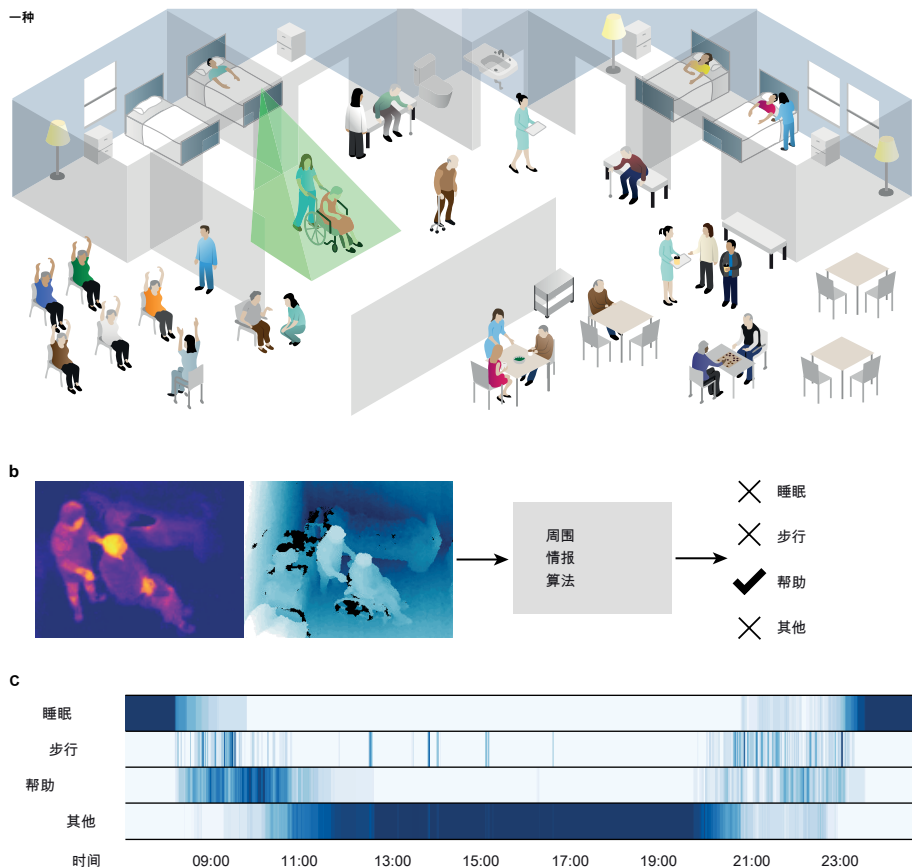 一种
b
周围
情报
算法
睡眠
步行
帮助
其他
c
睡眠
步行
帮助
其他
时间 09:00 11:00 13:00 15:00 17:00 19:00 21:00 23:00